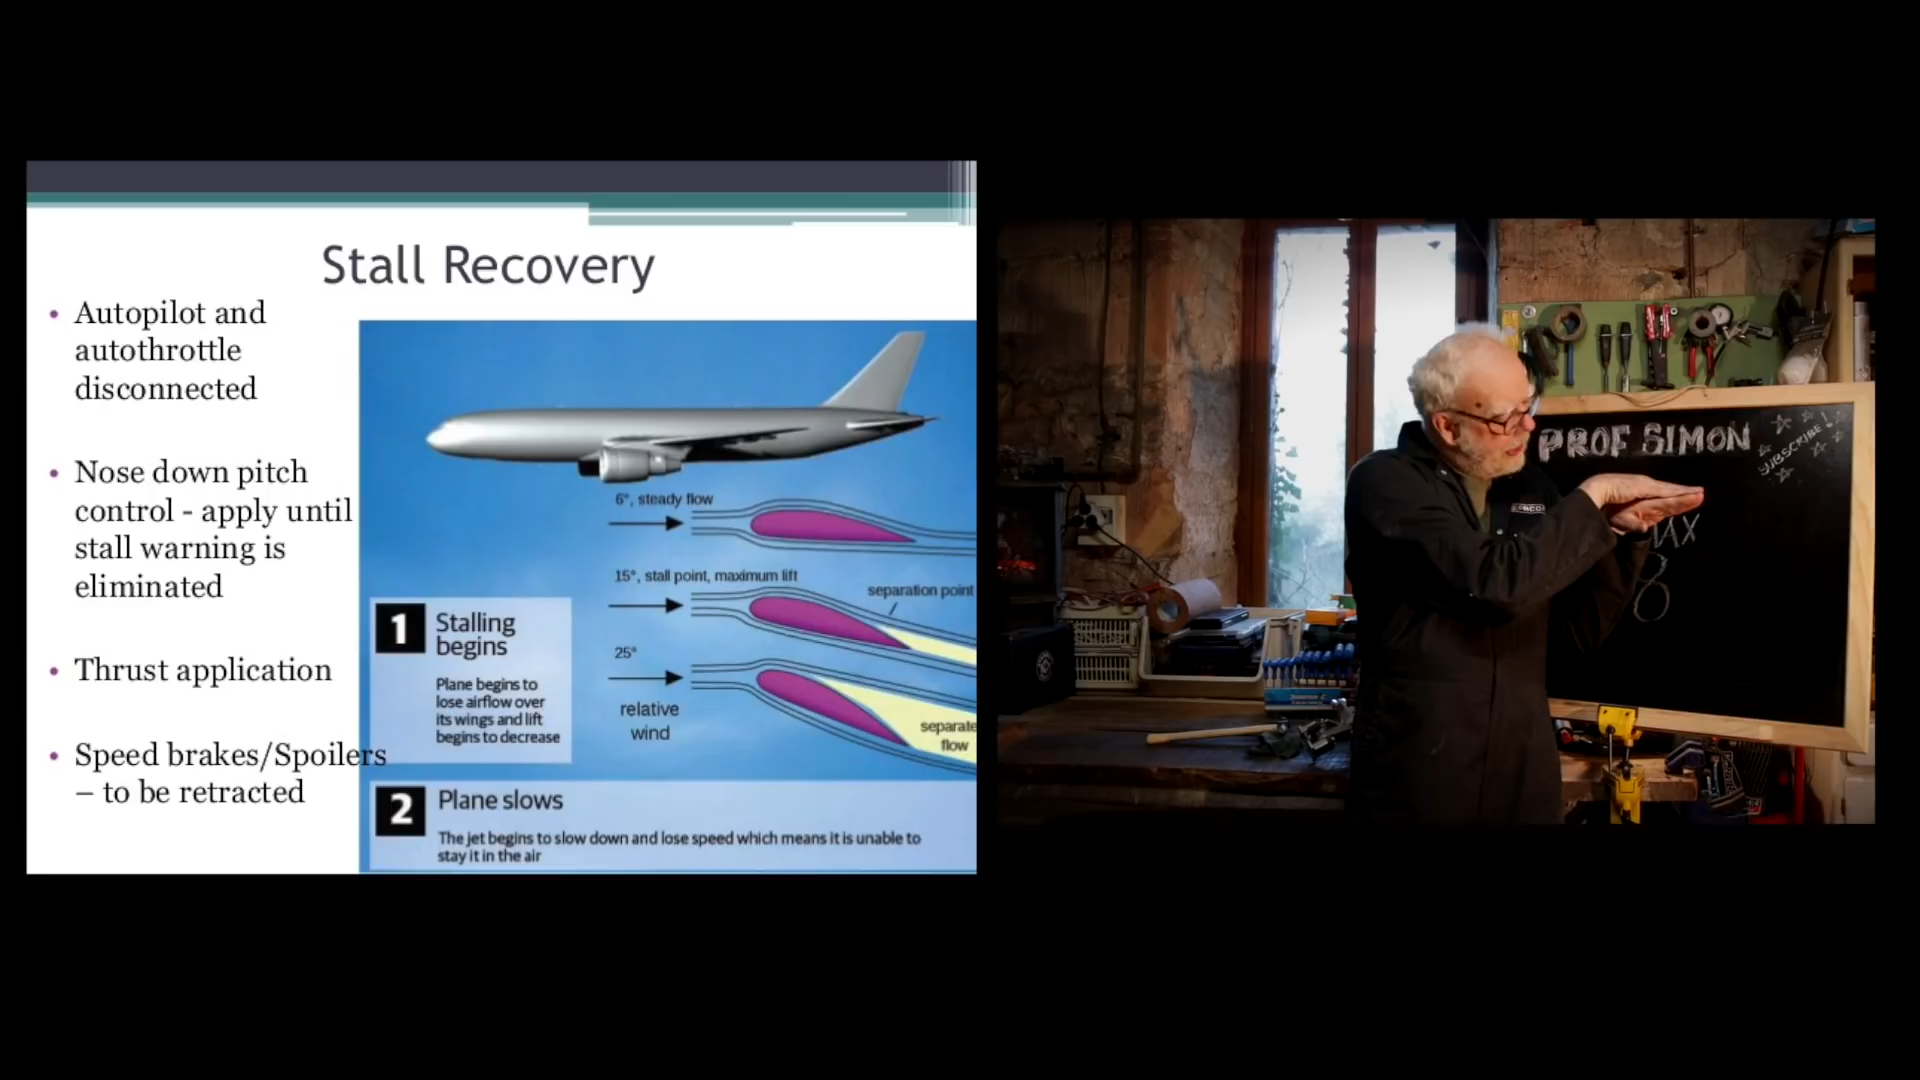 Stall Recovery
• Autopilot and
autothrottle
disconnected
• Nose down pitch
control - apply until
stall warning is
eliminated
• Thrust application
• Speed brakes/Spoilers
– to be retracted
6°, steady flow
15°, stall point, maximum lift
separation point
25°
relative
wind
separate
flow
1
Stalling
begins
Plane begins to
lose airflow over
its wings and lift
begins to decrease
2
Plane slows
The jet begins to slow down and lose speed which means it is unable to
stay it in the air
PROF SIMON
SUBSCRIBE!
8